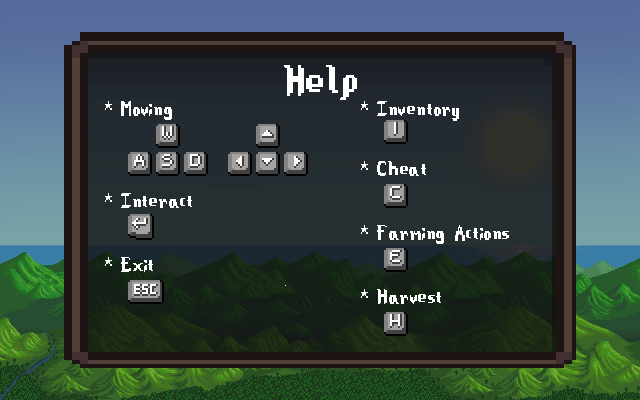 Help
* Moving
W
A S D
* Interact
* Exit
ESC
* Inventory
I
* Cheat
C
* Farming Actions
E
* Harvest
H